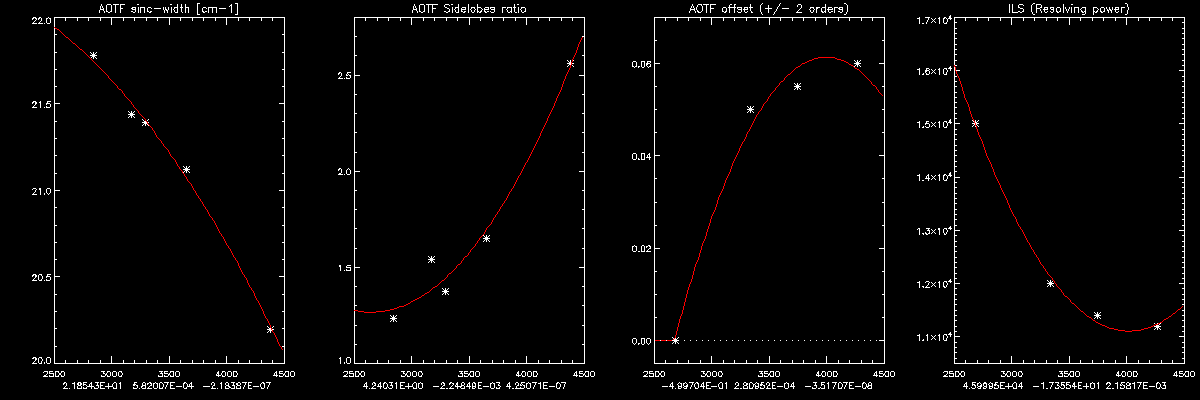 AOTF sinc-width [cm-1]
22.0
21.5
21.0
20.5
20.0
2500 3000 3500 4000 4500
2.18543E+01 5.82007E-04 -2.18387E-07
AOTF Sidelobes ratio
2.5
2.0
1.5
1.0
2500 3000 3500 4000 4500
4.24031E+00 -2.24849E-03 4.25071E-07
AOTF offset (+/- 2 orders)
0.06
0.04
0.02
0.00
2500 3000 3500 4000 4500
-4.99704E-01 2.80952E-04 -3.51707E-08
ILS (Resolving power)
1.7×10⁴
1.6×10⁴
1.5×10⁴
1.4×10⁴
1.3×10⁴
1.2×10⁴
1.1×10⁴
2500 3000 3500 4000 4500
4.59995E+04 -1.73554E+01 2.15817E-03